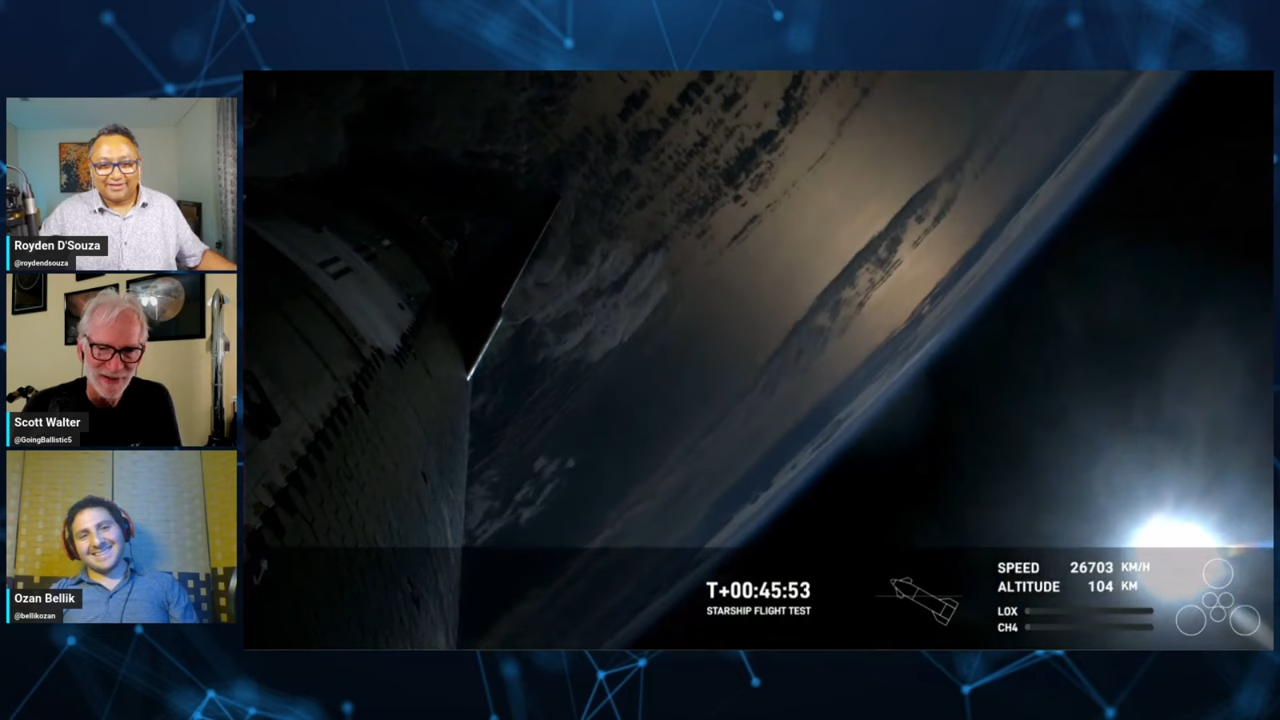 Royden D'Souza
@roydendsouza
Scott Walter
@GoingBallistic5
Ozan Bellik
@bellikozan
T+00:45:53
STARSHIP FLIGHT TEST
SPEED 26703 KM/H
ALTITUDE 104 KM
LOX
CH4